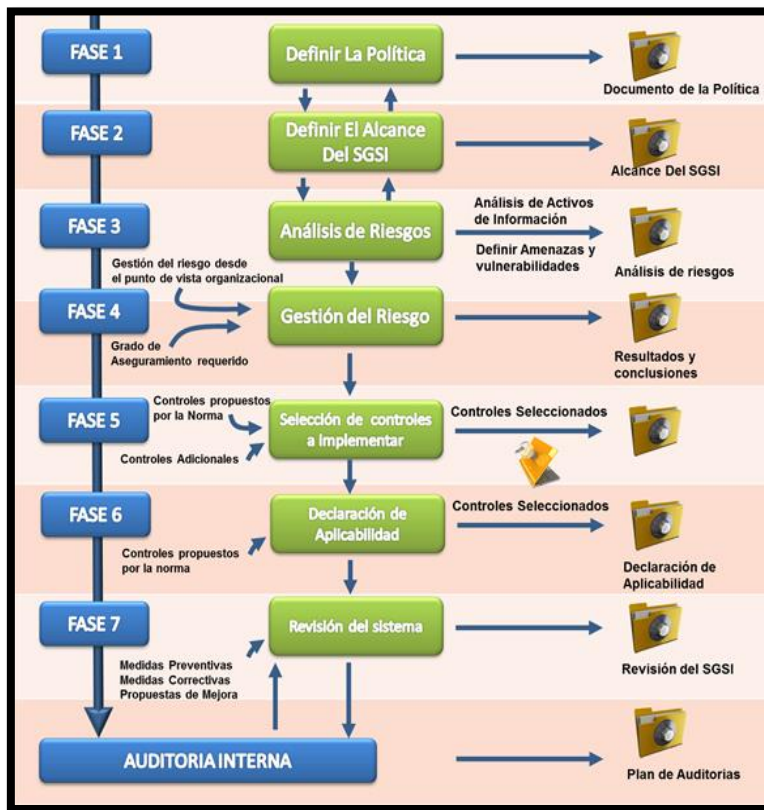 FASE 1
Definir La Política
Documento de la Política
FASE 2
Definir El Alcance
Del SGSI
Alcance Del SGSI
FASE 3
Análisis de Riesgos
Análisis de Activos
de Información
Definir Amenazas y
vulnerabilidades
Análisis de riesgos
Gestión del riesgo desde
el punto de vista organizacional
FASE 4
Gestión del Riesgo
Grado de
Aseguramiento requerido
Resultados y
conclusiones
FASE 5
Controles propuestos
por la Norma
Controles Adicionales
Selección de controles
a Implementar
Controles Seleccionado
FASE 6
Controles propuestos
por la norma
Declaración de
Aplicabilidad
Controles Seleccionado
Declaración de
Aplicabilidad
FASE 7
Revisión del sistema
Medidas Preventivas
Medidas Correctivas
Propuestas de Mejora
Revisión del SGSI
AUDITORIA INTERNA
Plan de Auditorias